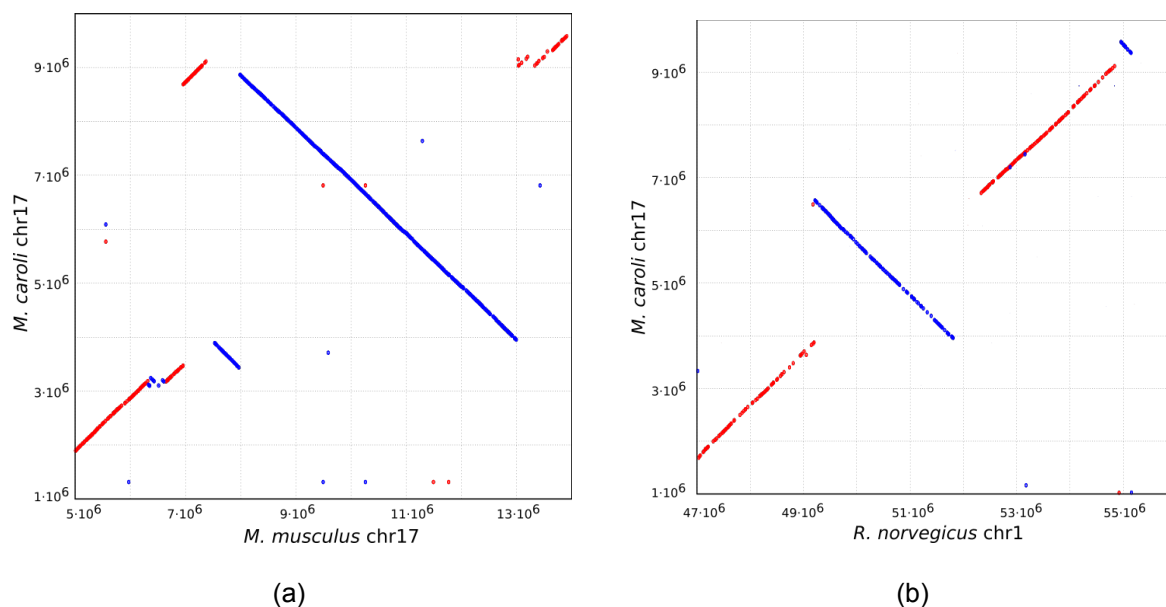 9·10⁶
7·10⁶
5·10⁶
3·10⁶
1·10⁶
M. caroli chr17
5·10⁶ 7·10⁶ 9·10⁶ 11·10⁶ 13·10⁶
M. musculus chr17
(a)
9·10⁶
7·10⁶
5·10⁶
3·10⁶
1·10⁶
M. caroli chr17
47·10⁶ 49·10⁶ 51·10⁶ 53·10⁶ 55·10⁶
R. norvegicus chr1
(b)